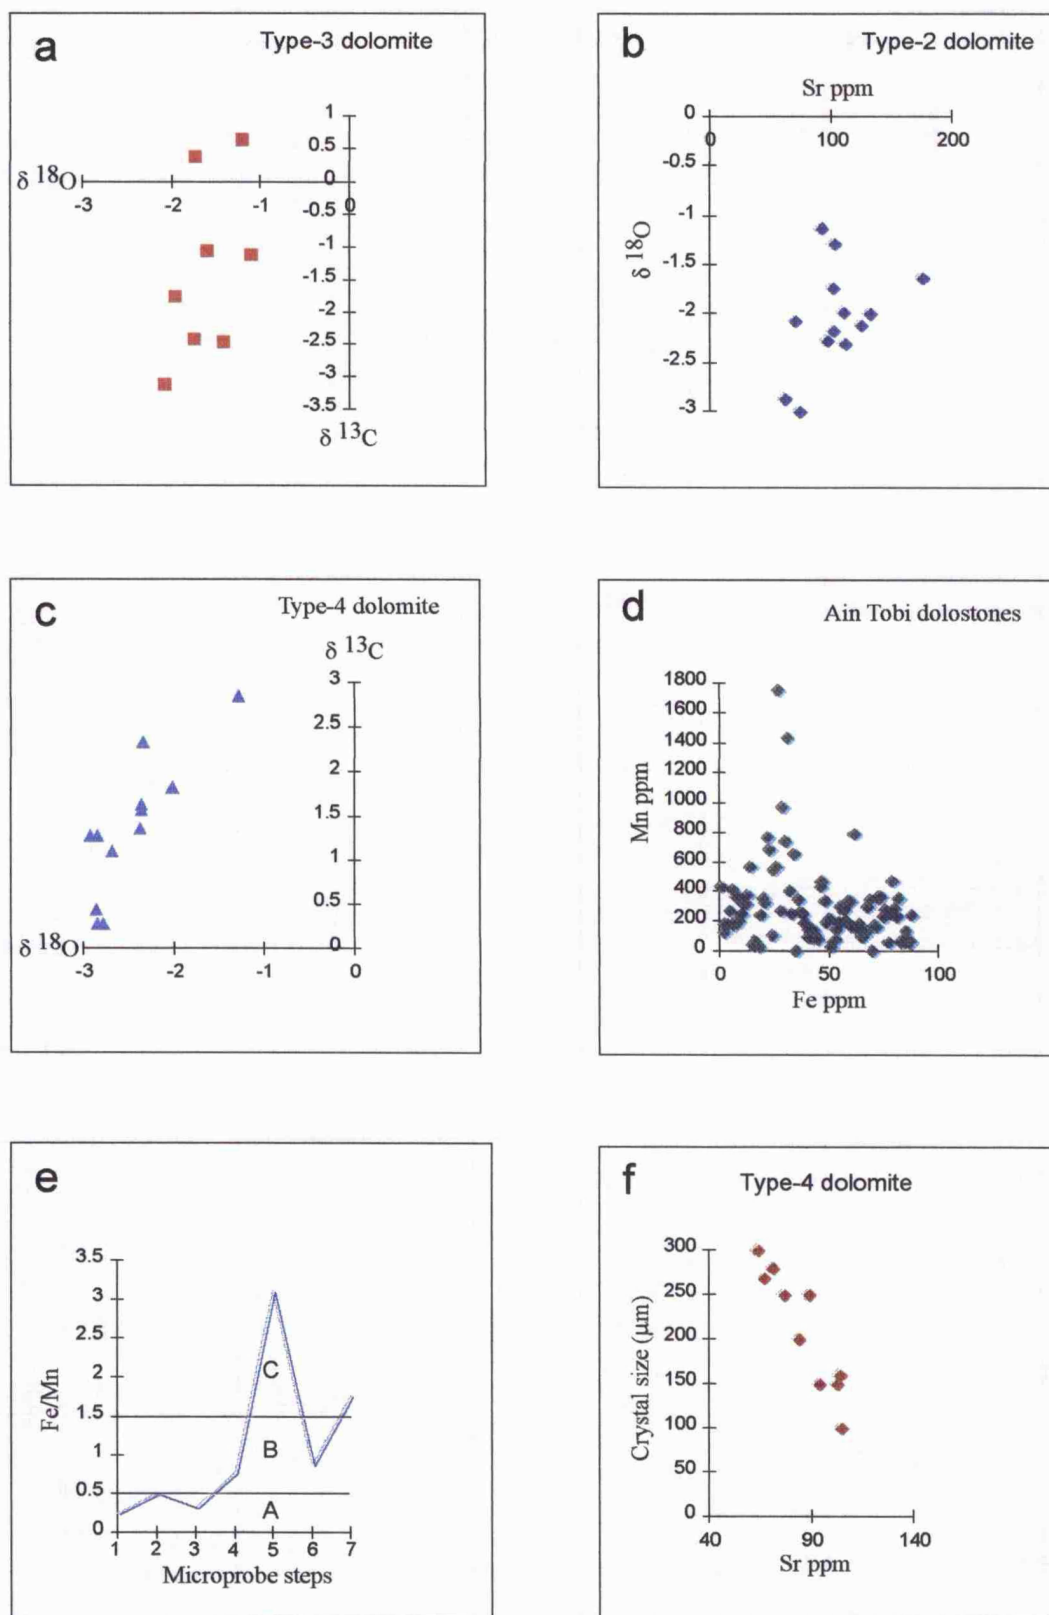 a
Type-3 dolomite
1
0.5
δ 18O
0
-3
-2
-1
0
-0.5
-1
-1.5
-2
-2.5
-3
-3.5
δ 13C
b
Type-2 dolomite
Sr ppm
0
0
100
200
-0.5
-1
-1.5
-2
-2.5
-3
δ 18O
c
Type-4 dolomite
δ 13C
3
2.5
2
1.5
1
0.5
δ 18O
0
-3
-2
-1
0
d
Ain Tobi dolostones
1800
1600
1400
1200
1000
800
600
400
200
0
Mn ppm
0
50
100
Fe ppm
e
3.5
3
2.5
2
1.5
1
0.5
0
Fe/Mn
C
B
A
1 2 3 4 5 6 7
Microprobe steps
f
Type-4 dolomite
300
250
200
150
100
50
0
Crystal size (μm)
40
90
140
Sr ppm